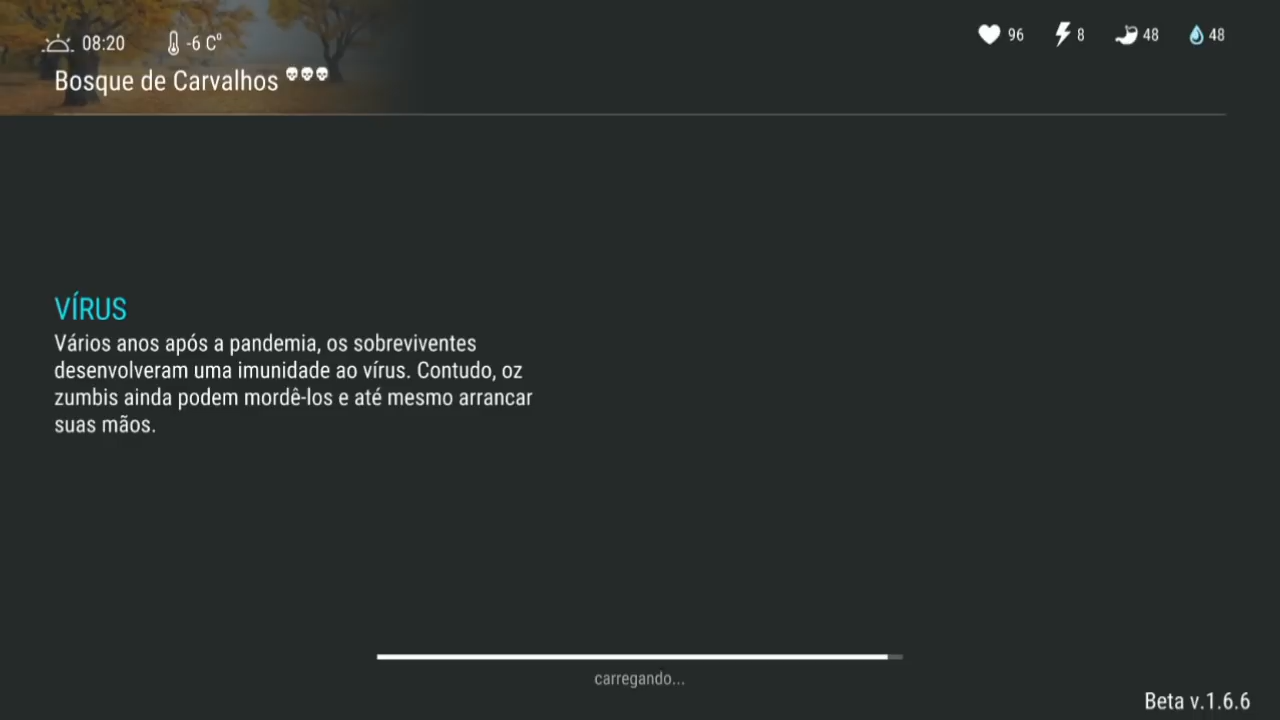 08:20
-6 C⁰
96
8
48
48
Bosque de Carvalhos
VÍRUS
Vários anos após a pandemia, os sobreviventes
desenvolveram uma imunidade ao vírus. Contudo, oz
zumbis ainda podem mordê-los e até mesmo arrancar
suas mãos.
carregando...
Beta v.1.6.6